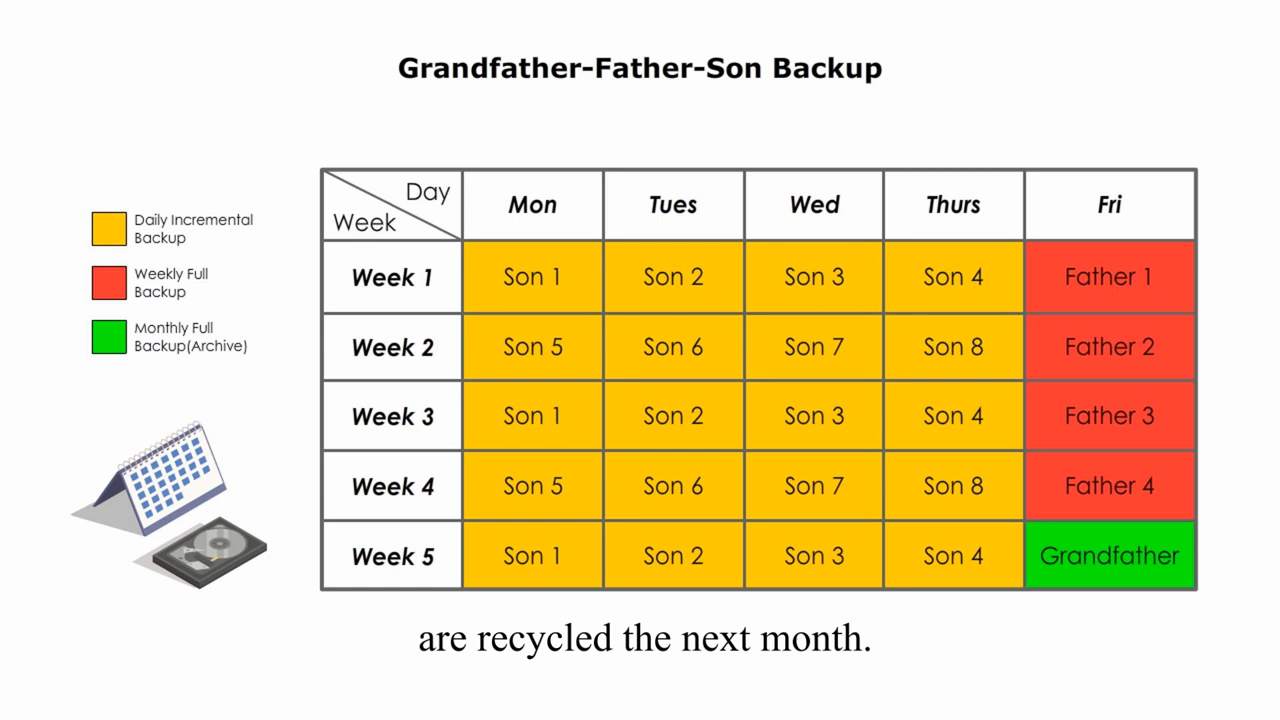 Grandfather-Father-Son Backup
Daily Incremental
Backup
Weekly Full
Backup
Monthly Full
Backup(Archive)
Day
Week
Mon Tues Wed Thurs Fri
Week 1 Son 1 Son 2 Son 3 Son 4 Father 1
Week 2 Son 5 Son 6 Son 7 Son 8 Father 2
Week 3 Son 1 Son 2 Son 3 Son 4 Father 3
Week 4 Son 5 Son 6 Son 7 Son 8 Father 4
Week 5 Son 1 Son 2 Son 3 Son 4 Grandfather
are recycled the next month.